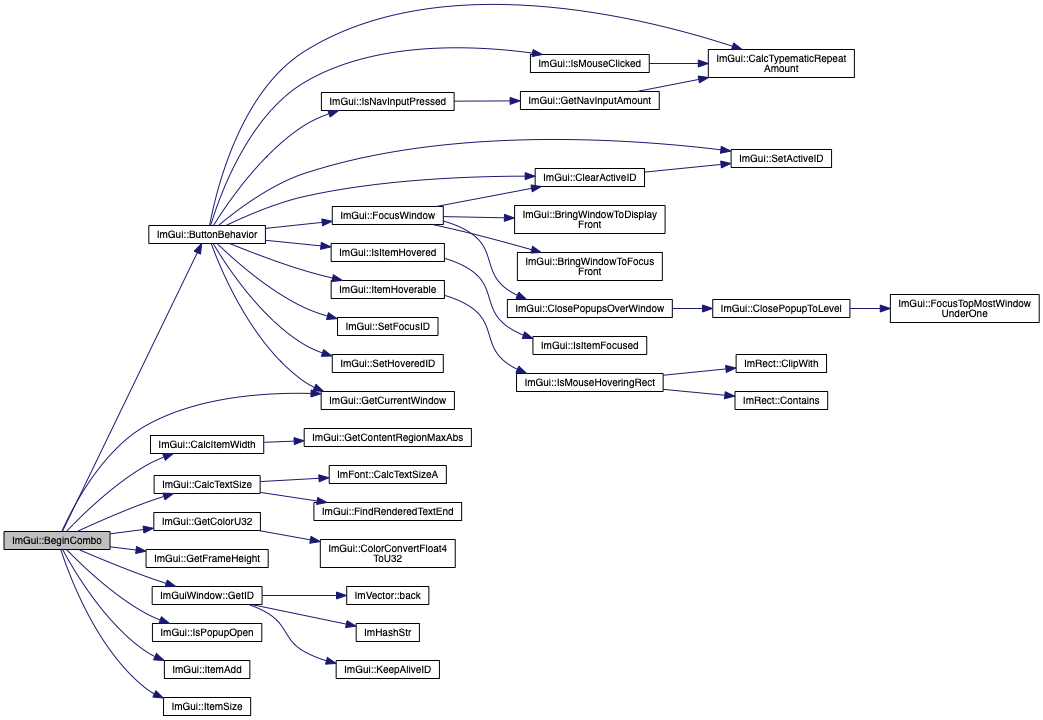 ImGui::CalcTypematicRepeat
Amount
ImGui::IsMouseClicked
ImGui::IsNavInputPressed
ImGui::GetNavInputAmount
ImGui::SetActiveID
ImGui::ClearActiveID
ImGui::FocusWindow
ImGui::BringWindowToDisplay
Front
ImGui::ButtonBehavior
ImGui::IsItemHovered
ImGui::BringWindowToFocus
Front
ImGui::ItemHoverable
ImGui::ClosePopupsOverWindow
ImGui::ClosePopupToLevel
ImGui::FocusTopMostWindow
UnderOne
ImGui::SetFocusID
ImGui::IsItemFocused
ImGui::SetHoveredID
ImRect::ClipWith
ImGui::IsMouseHoveringRect
ImGui::GetCurrentWindow
ImRect::Contains
ImGui::CalcItemWidth
ImGui::GetContentRegionMaxAbs
ImGui::CalcTextSize
ImFont::CalcTextSizeA
ImGui::FindRenderedTextEnd
ImGui::GetColorU32
ImGui::BeginCombo
ImGui::ColorConvertFloat4
ToU32
ImGui::GetFrameHeight
ImGuiWindow::GetID
ImVector::back
ImGui::IsPopupOpen
ImHashStr
ImGui::ItemAdd
ImGui::KeepAliveID
ImGui::ItemSize